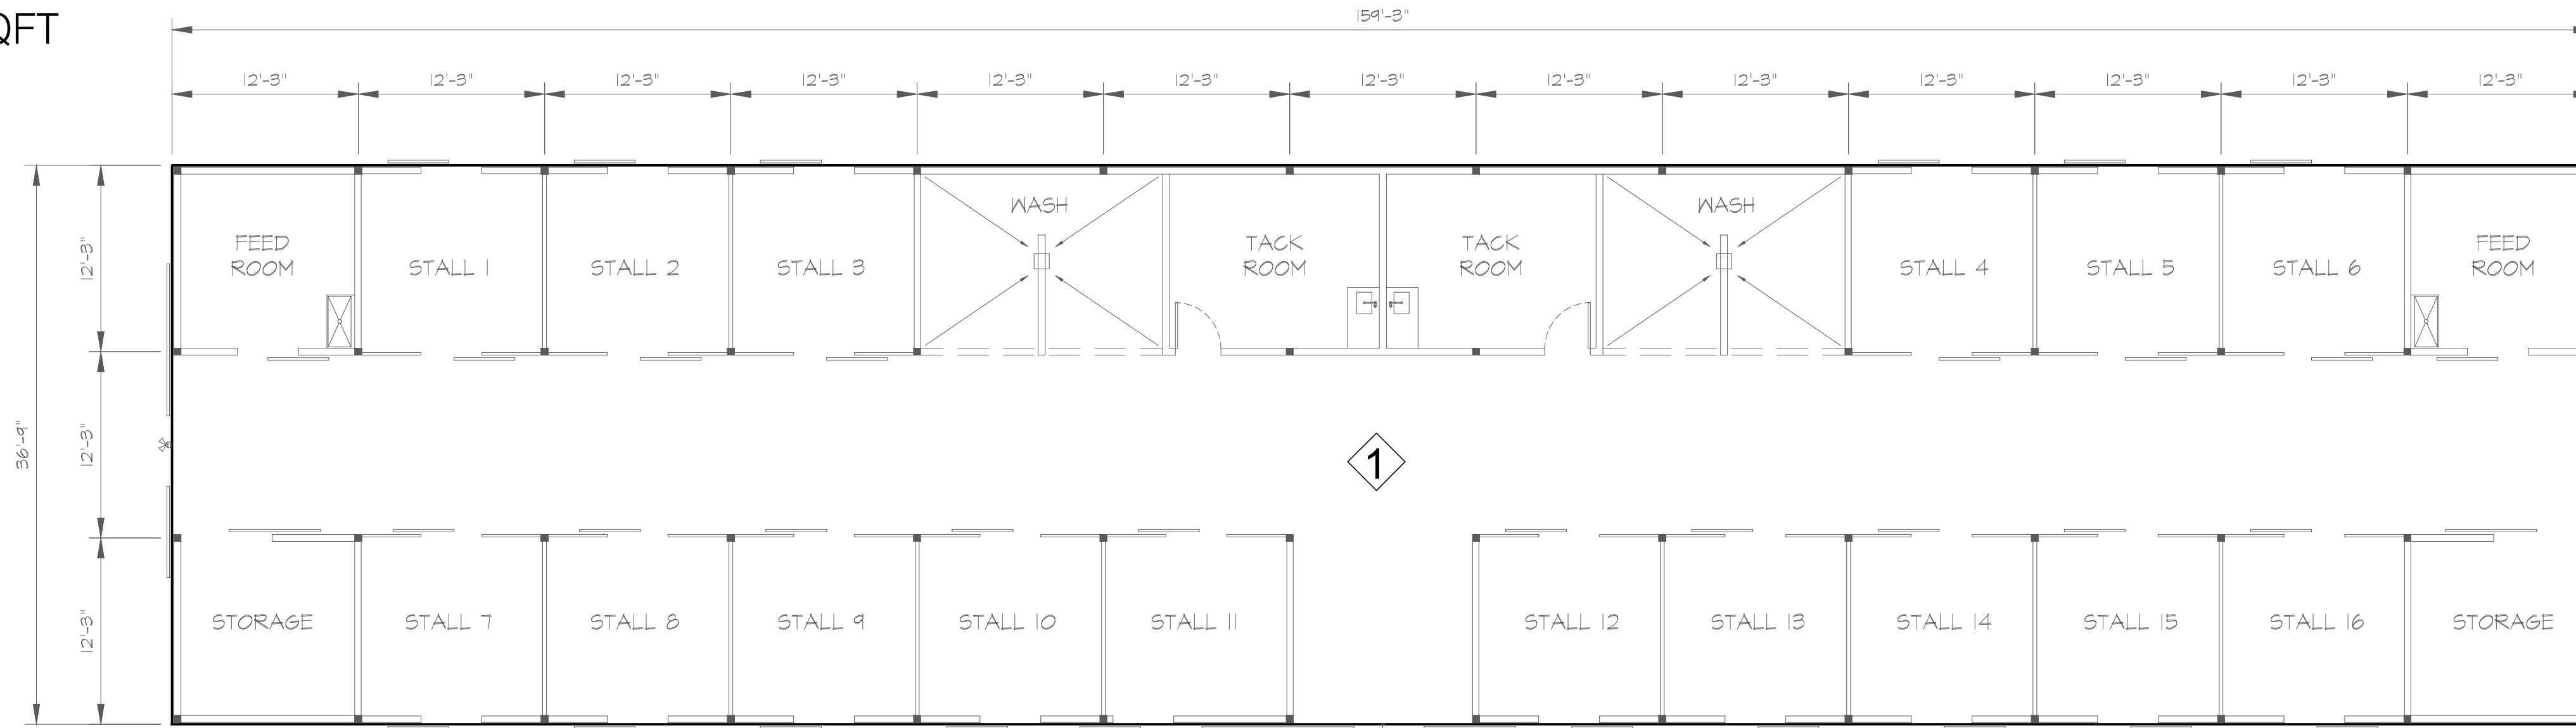 QFT
159'-3"
12'-3" 12'-3" 12'-3" 12'-3" 12'-3" 12'-3" 12'-3" 12'-3" 12'-3" 12'-3" 12'-3" 12'-3" 12'-3"
WASH WASH
FEED
ROOM
STALL 1
STALL 2
STALL 3
TACK
ROOM
TACK
ROOM
STALL 4
STALL 5
STALL 6
FEED
ROOM
12'-3"
36'-9"
12'-3"
1
12'-3"
STORAGE
STALL 7
STALL 8
STALL 9
STALL 10
STALL 11
STALL 12
STALL 13
STALL 14
STALL 15
STALL 16
STORAGE